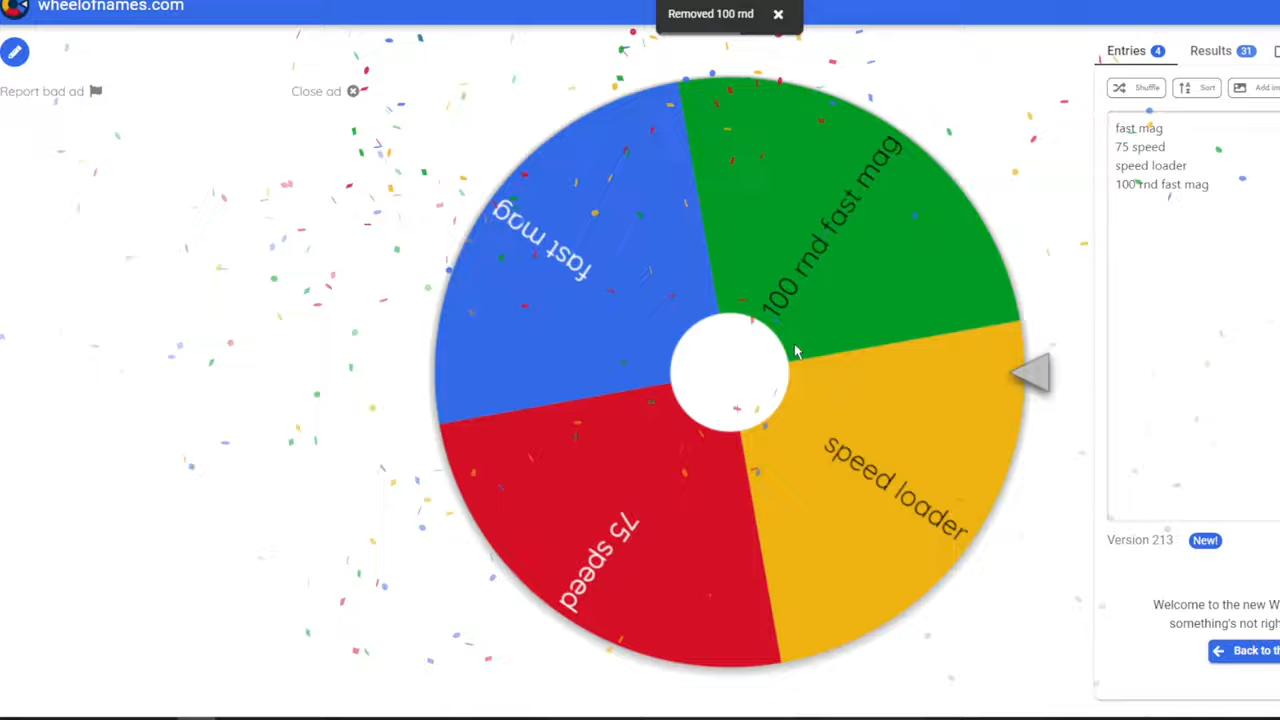 wheelofnames.com
Removed 100 rnd
Report bad ad
Close ad
Entries 4
Results 31
Shuffle
Sort
Add im
fast mag
75 speed
speed loader
100 rnd fast mag
fast mag
100 rnd fast mag
75 speed
speed loader
Version 213
New!
Welcome to the new W
something's not righ
Back to th